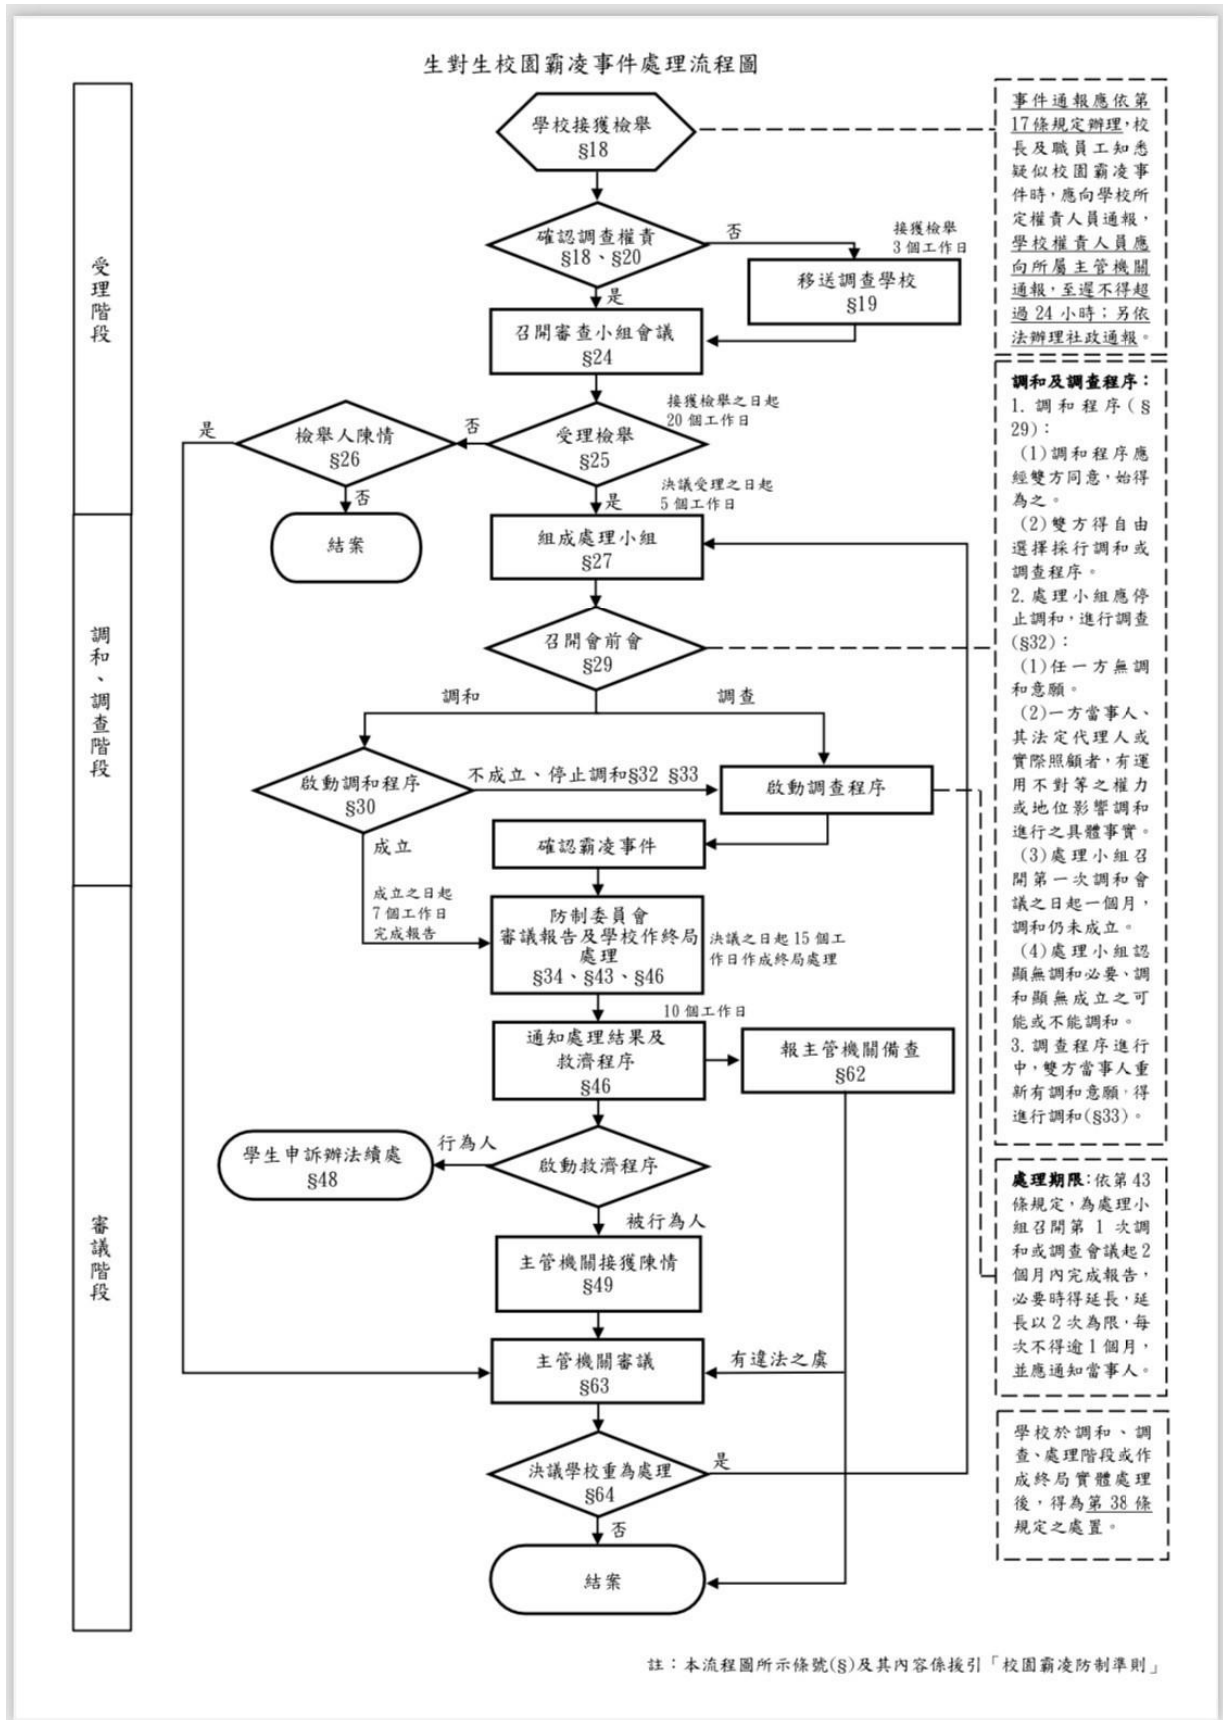 生對生校園霸凌事件處理流程圖
受理階段
學校接獲檢舉
§18
確認調查權責
§18、§20
否
接獲檢舉
3個工作日
移送調查學校
§19
是
召開審查小組會議
§24
接獲檢舉之日起
20個工作日
受理檢舉
§25
否
檢舉人陳情
§26
是
否
結案
決議受理之日起
5個工作日
是
調和、調查階段
組成處理小組
§27
召開會前會
§29
調和
調查
啟動調和程序
§30
不成立、停止調和§32 §33
啟動調查程序
成立
確認霸凌事件
審議階段
成立之日起
7個工作日
完成報告
防制委員會
審議報告及學校作終局
處理
§34、§43、§46
決議之日起15個工
作日作成終局處理
10個工作日
通知處理結果及
救濟程序
§46
報主管機關備查
§62
啟動救濟程序
行為人
學生申訴辦法續處
§48
被行為人
主管機關接獲陳情
§49
主管機關審議
§63
有違法之虞
決議學校重為處理
§64
是
否
結案
事件通報應依第
17條規定辦理,校
長及職員工知悉
疑似校園霸凌事
件時,應向學校所
定權責人員通報,
學校權責人員應
向所屬主管機關
通報,至遲不得超
過24小時;另依
法辦理社政通報。
調和及調查程序:
1. 調和程序(§
29):
(1)調和程序應
經雙方同意,始得
為之。
(2)雙方得自由
選擇採行調和或
調查程序。
2.處理小組應停
止調和,進行調查
(§32):
(1)任一方無調
和意願。
(2)一方當事人、
其法定代理人或
實際照顧者,有運
用不對等之權力
或地位影響調和
進行之具體事實。
(3)處理小組召
開第一次調和會
議之日起一個月,
調和仍未成立。
(4)處理小組認
顯無調和必要、調
和顯無成立之可
能或不能調和。
3.調查程序進行
中,雙方當事人重
新有調和意願,得
進行調和(§33)。
處理期限:依第43
條規定,為處理小
組召開第1次調
和或調查會議起2
個月內完成報告,
必要時得延長,延
長以2次為限,每
次不得逾1個月,
並應通知當事人。
學校於調和、調
查、處理階段或作
成終局實體處理
後,得為第38條
規定之處置。
註:本流程圖所示條號(§)及其內容係援引「校園霸凌防制準則」